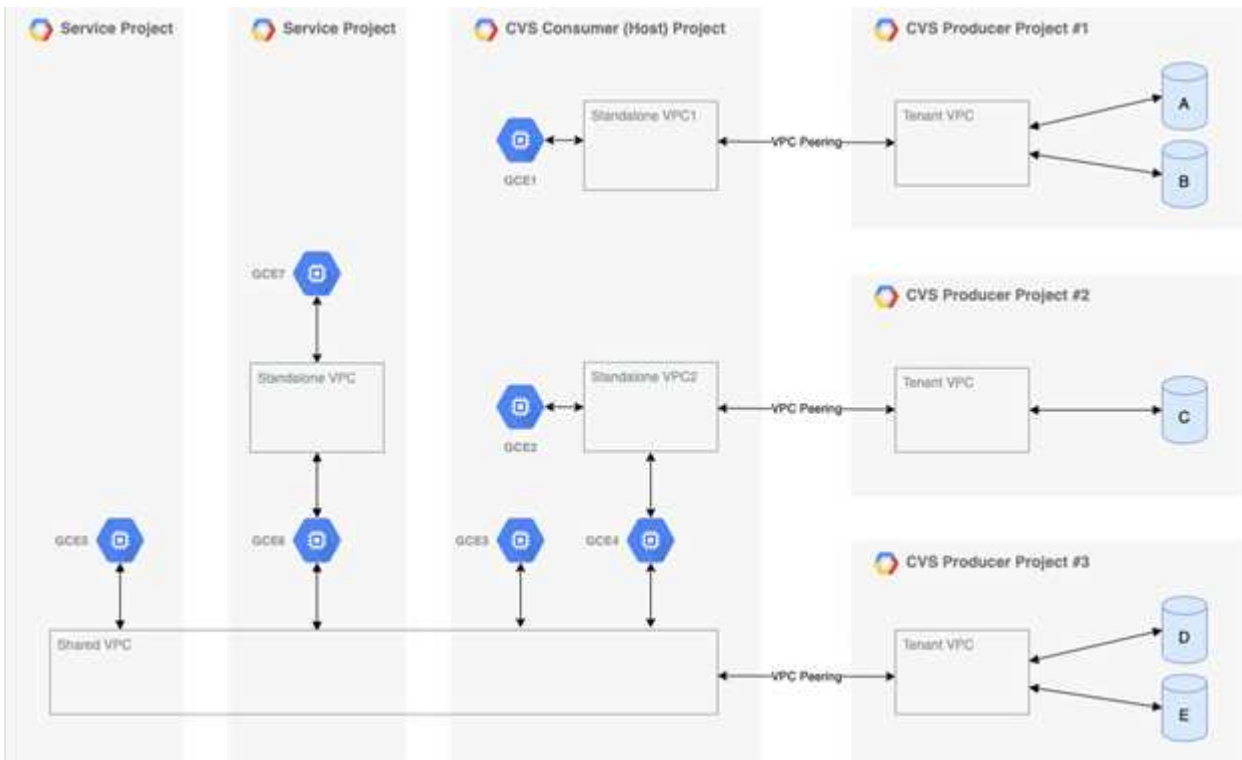 Service Project
Service Project
CVS Consumer (Host) Project
CVS Producer Project #1
Standalone VPC1
Tenant VPC
A
VPC Peering
GCE1
B
GCE7
CVS Producer Project #2
Standalone VPC
Standalone VPC2
Tenant VPC
VPC Peering
C
GCE2
GCE5
GCE6
GCE3
GCE4
CVS Producer Project #3
Shared VPC
Tenant VPC
D
VPC Peering
E